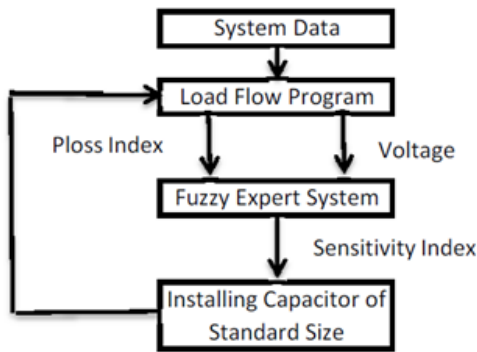 System Data
Load Flow Program
Ploss Index
Voltage
Fuzzy Expert System
Sensitivity Index
Installing Capacitor of
Standard Size